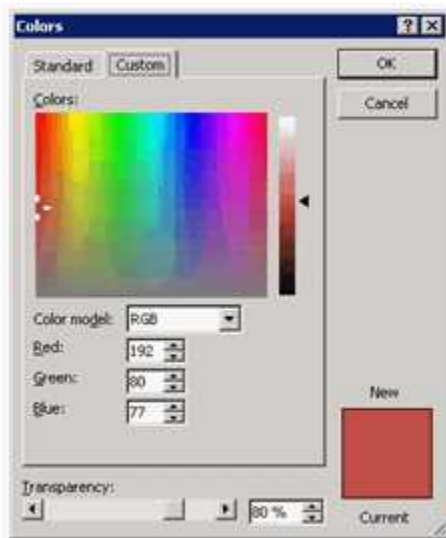 Colors
Standard Custom
OK
Cancel
Colors:
Color model: RGB
Red: 192
Green: 80
Blue: 77
New
Current
Transparency:
80 %